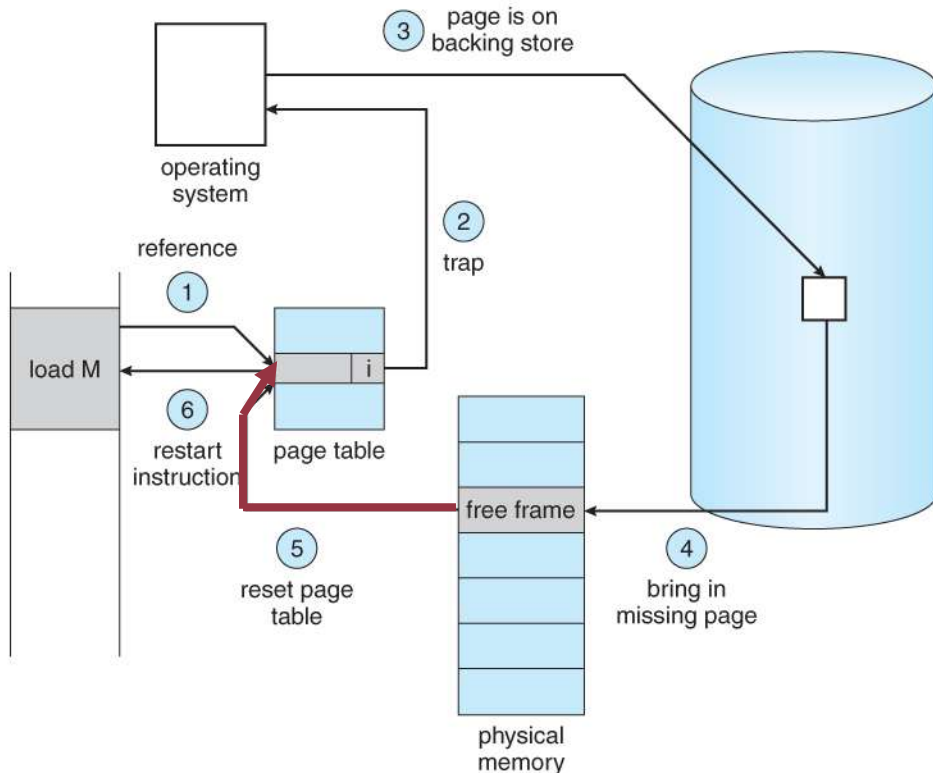 3
page is on
backing store
operating
system
2
trap
reference
1
load M
i
6
restart
instruction
page table
free frame
5
reset page
table
4
bring in
missing page
physical
memory